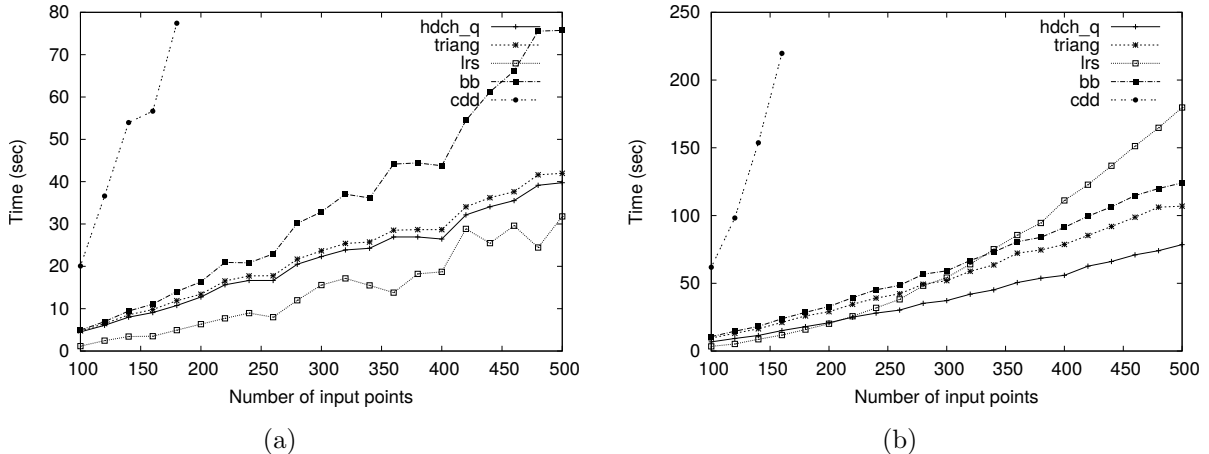 80
70
60
50
40
30
20
10
0
Time (sec)
100 150 200 250 300 350 400 450 500
Number of input points
hdch_q
triang
lrs
bb
cdd
(a)
250
200
150
100
50
0
Time (sec)
100 150 200 250 300 350 400 450 500
Number of input points
hdch_q
triang
lrs
bb
cdd
(b)